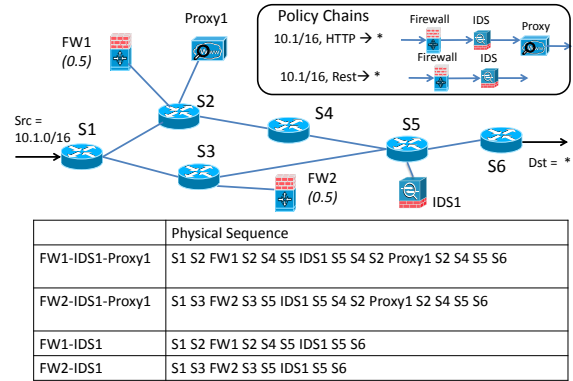 Proxy1
FW1
(0.5)
Policy Chains
10.1/16, HTTP → *
Firewall
IDS
Proxy
10.1/16, Rest→ *
Firewall
IDS
Src =
10.1.0/16
S1
S2
S4
S3
S5
S6
Dst = *
FW2
(0.5)
IDS1
Physical Sequence
FW1-IDS1-Proxy1 S1 S2 FW1 S2 S4 S5 IDS1 S5 S4 S2 Proxy1 S2 S4 S5 S6
FW2-IDS1-Proxy1 S1 S3 FW2 S3 S5 IDS1 S5 S4 S2 Proxy1 S2 S4 S5 S6
FW1-IDS1 S1 S2 FW1 S2 S4 S5 IDS1 S5 S6
FW2-IDS1 S1 S3 FW2 S3 S5 IDS1 S5 S6